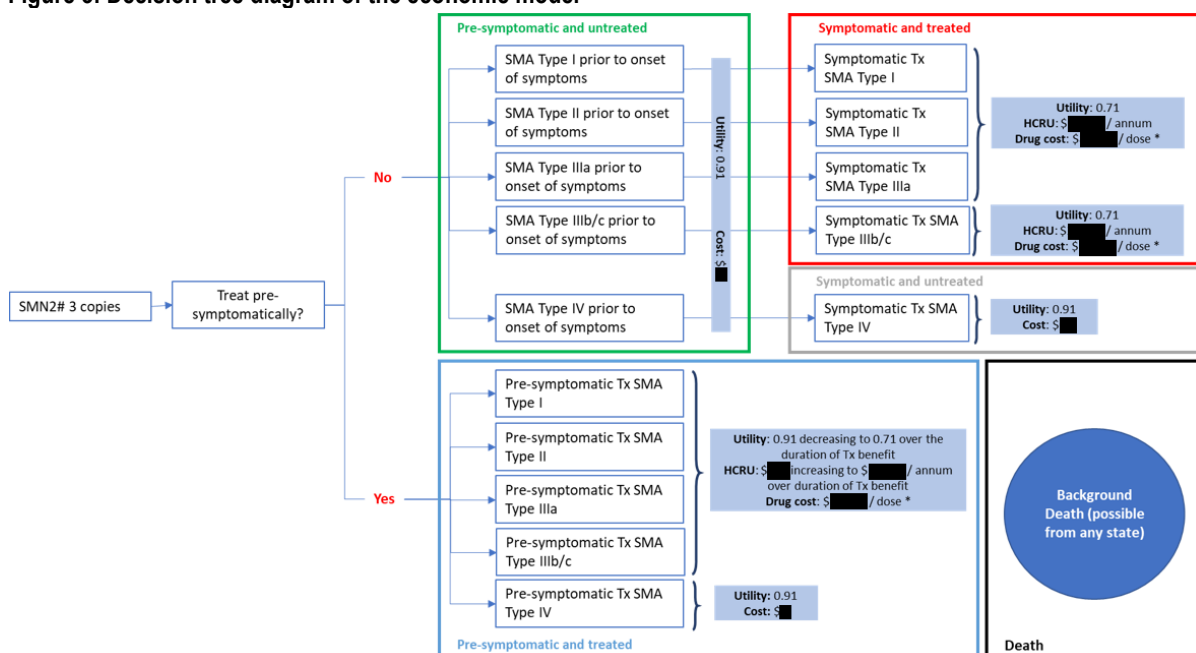 Figure 3. Decision tree diagram of the economic model
Pre-symptomatic and untreated
SMA Type I prior to onset
of symptoms
SMA Type II prior to onset
of symptoms
SMA Type IIIa prior to
onset of symptoms
SMA Type IIIb/c prior to
onset of symptoms
SMA Type IV prior to
onset of symptoms
Utility: 0.91
Cost: $
Symptomatic and treated
Symptomatic Tx
SMA Type I
Symptomatic Tx
SMA Type II
Symptomatic Tx
SMA Type IIIa
Symptomatic Tx SMA
Type IIIb/c
Utility: 0.71
HCRU: $ / annum
Drug cost: $ / dose *
Utility: 0.71
HCRU: $ / annum
Drug cost: $ / dose *
Symptomatic and untreated
Symptomatic Tx SMA
Type IV
Utility: 0.91
Cost: $
SMN2# 3 copies
Treat pre-
symptomatically?
No
Yes
Pre-symptomatic Tx SMA
Type I
Pre-symptomatic Tx SMA
Type II
Pre-symptomatic Tx SMA
Type IIIa
Pre-symptomatic Tx SMA
Type IIIb/c
Pre-symptomatic Tx SMA
Type IV
Utility: 0.91 decreasing to 0.71 over the
duration of Tx benefit
HCRU: $ increasing to $ / annum
over duration of Tx benefit
Drug cost: $ / dose *
Utility: 0.91
Cost: $
Pre-symptomatic and treated
Background
Death (possible
from any state)
Death